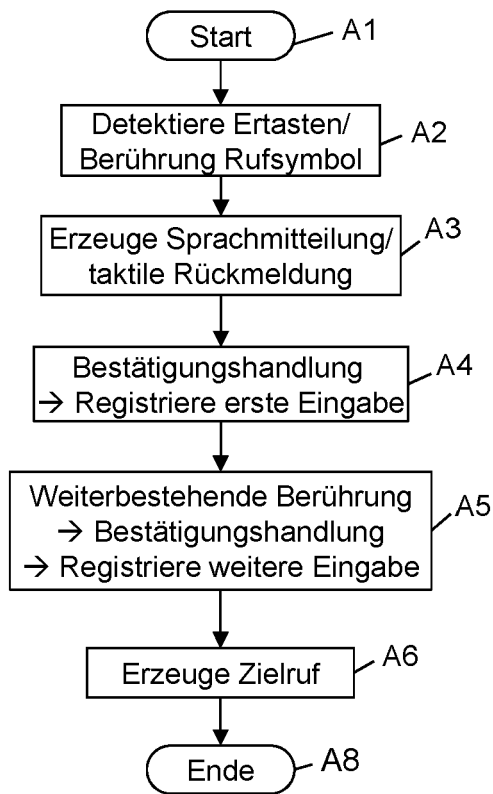 Start
A1
Detektiere Ertasten/
Berührung Rufsymbol
A2
Erzeuge Sprachmitteilung/
taktile Rückmeldung
A3
Bestätigungshandlung
→ Registriere erste Eingabe
A4
Weiterbestehende Berührung
→ Bestätigungshandlung
→ Registriere weitere Eingabe
A5
Erzeuge Zielruf
A6
Ende
A8